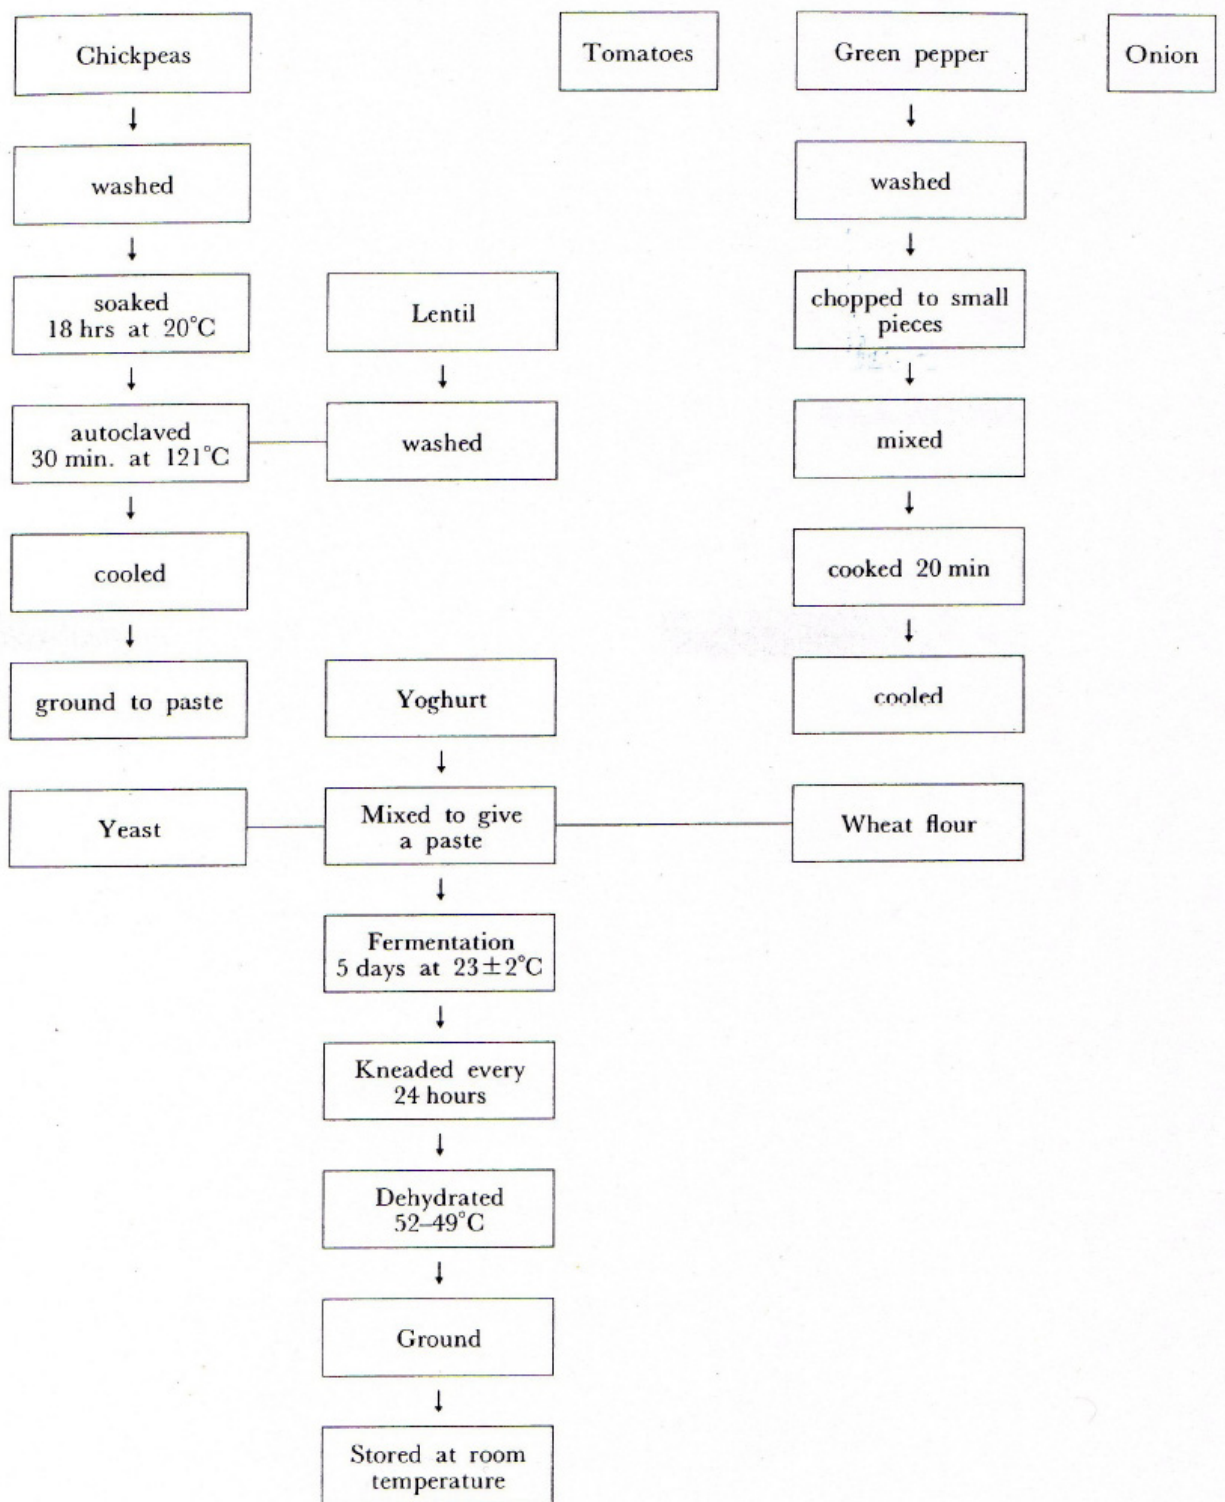 Chickpeas
Tomatoes
Green pepper
Onion
washed
washed
soaked
18 hrs at 20°C
Lentil
chopped to small
pieces
autoclaved
30 min. at 121°C
washed
mixed
cooled
cooked 20 min
ground to paste
Yoghurt
cooled
Yeast
Mixed to give
a paste
Wheat flour
Fermentation
5 days at 23±2°C
Kneaded every
24 hours
Dehydrated
52–49°C
Ground
Stored at room
temperature